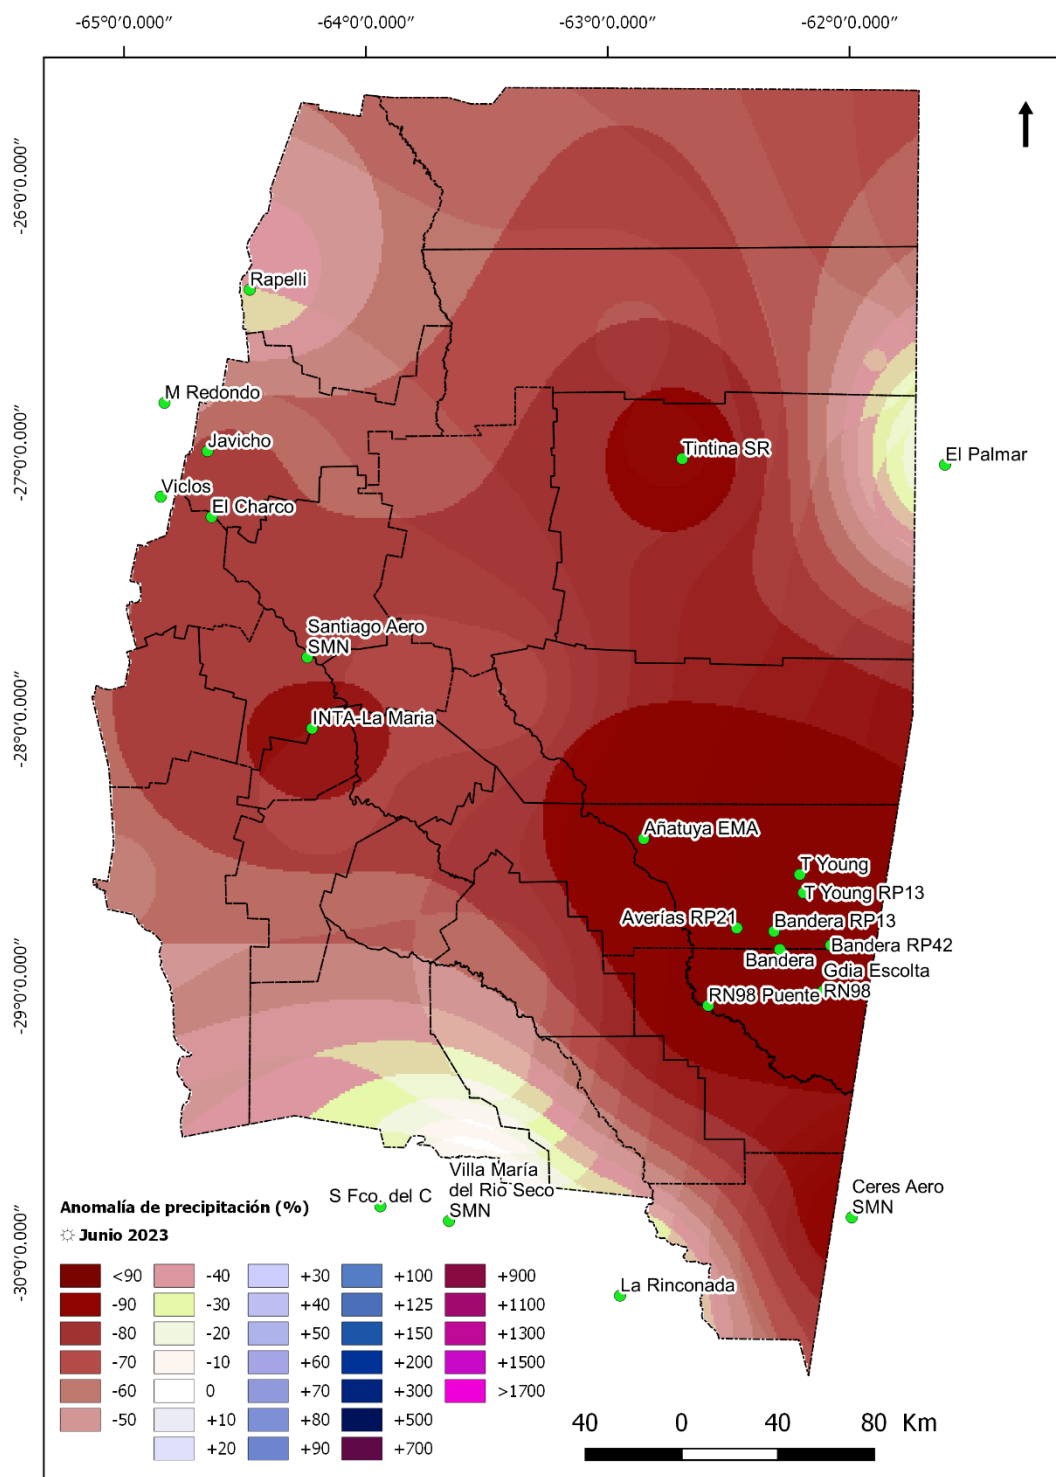 -65°0'0.000″
-64°0'0.000″
-63°0'0.000″
-62°0'0.000″
-26°0'0.000″
-27°0'0.000″
-28°0'0.000″
-29°0'0.000″
-30°0'0.000″
Rapelli
M Redondo
Javicho
Viclos
El Charco
Tintina SR
El Palmar
Santiago Aero
SMN
INTA-La Maria
Añatuya EMA
T Young
T Young RP13
Averías RP21
Bandera RP13
Bandera RP42
Bandera
Gdia Escolta
RN98
RN98 Puente
Villa María
del Rio Seco
SMN
S Fco. del C
Ceres Aero
SMN
La Rinconada
Anomalía de precipitación (%)
Junio 2023
<90
-90
-80
-70
-60
-50
-40
-30
-20
-10
0
+10
+20
+30
+40
+50
+60
+70
+80
+90
+100
+125
+150
+200
+300
+500
+700
+900
+1100
+1300
+1500
>1700
40 0 40 80 Km